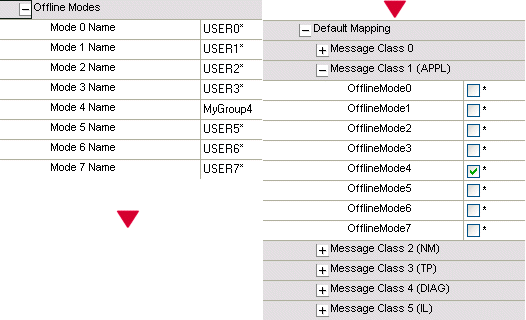 Offline Modes
Mode 0 Name USER0*
Mode 1 Name USER1*
Mode 2 Name USER2*
Mode 3 Name USER3*
Mode 4 Name MyGroup4
Mode 5 Name USER5*
Mode 6 Name USER6*
Mode 7 Name USER7*
Default Mapping
Message Class 0
Message Class 1 (APPL)
OfflineMode0 *
OfflineMode1 *
OfflineMode2 *
OfflineMode3 *
OfflineMode4 *
OfflineMode5 *
OfflineMode6 *
OfflineMode7 *
Message Class 2 (NM)
Message Class 3 (TP)
Message Class 4 (DIAG)
Message Class 5 (IL)